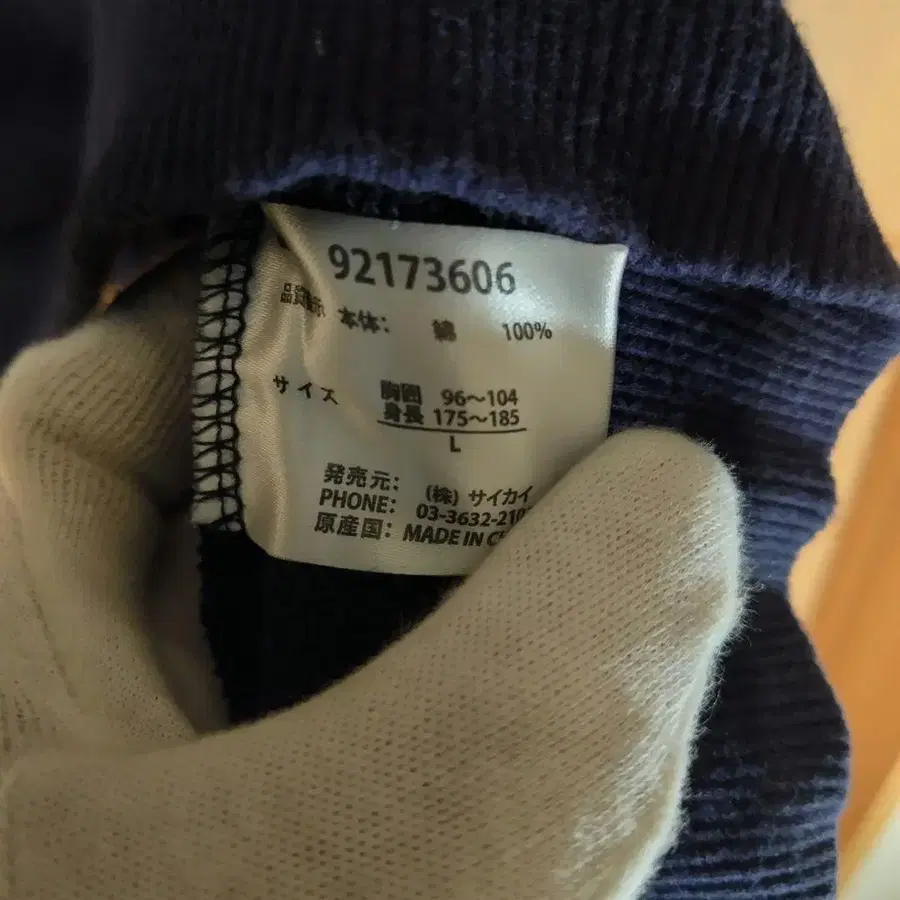 92173606
品質表示 本体： 綿 100%
サイズ 胸囲 96～104
身長 175～185
L
発売元： （株）サイカイ
PHONE: 03-3632-210
原産国： MADE IN C